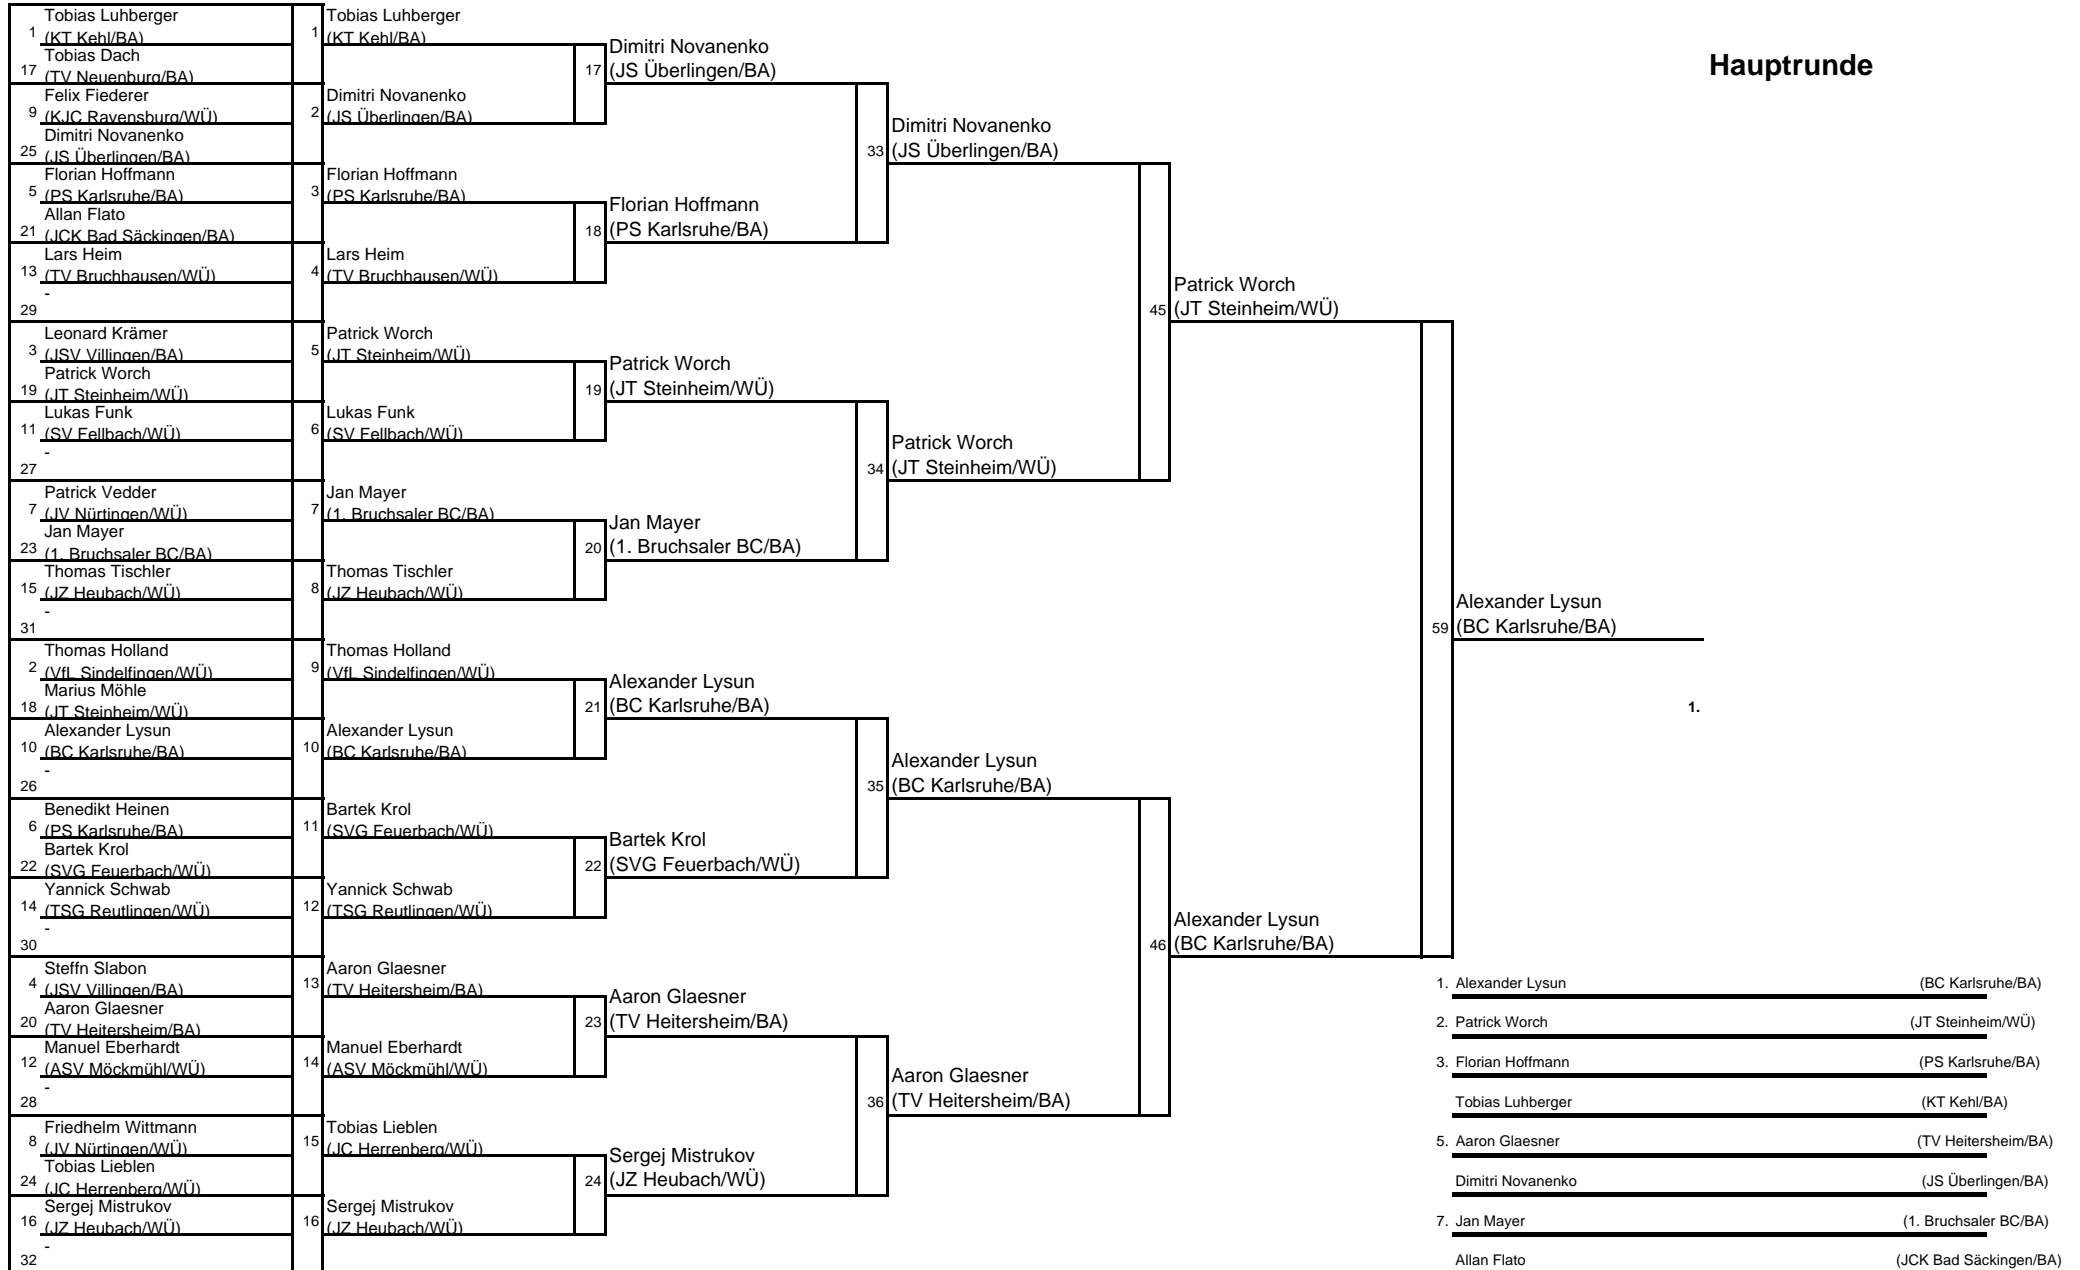 Hauptrunde
1 Tobias Luhberger
(KT Kehl/BA)
17 Tobias Dach
(TV Neuenburg/BA)
9 Felix Fiederer
(KJC Ravensburg/WÜ)
25 Dimitri Novanenko
(JS Überlingen/BA)
5 Florian Hoffmann
(PS Karlsruhe/BA)
21 Allan Flato
(JCK Bad Säckingen/BA)
13 Lars Heim
(TV Bruchhausen/WÜ)
29 -
3 Leonard Krämer
(JSV Villingen/BA)
19 Patrick Worch
(JT Steinheim/WÜ)
11 Lukas Funk
(SV Fellbach/WÜ)
27 -
7 Patrick Vedder
(JV Nürtingen/WÜ)
23 Jan Mayer
(1. Bruchsaler BC/BA)
15 Thomas Tischler
(JZ Heubach/WÜ)
31 -
2 Thomas Holland
(VfL Sindelfingen/WÜ)
18 Marius Möhle
(JT Steinheim/WÜ)
10 Alexander Lysun
(BC Karlsruhe/BA)
26 -
6 Benedikt Heinen
(PS Karlsruhe/BA)
22 Bartek Krol
(SVG Feuerbach/WÜ)
14 Yannick Schwab
(TSG Reutlingen/WÜ)
30 -
4 Steffn Slabon
(JSV Villingen/BA)
20 Aaron Glaesner
(TV Heitersheim/BA)
12 Manuel Eberhardt
(ASV Möckmühl/WÜ)
28 -
8 Friedhelm Wittmann
(JV Nürtingen/WÜ)
24 Tobias Lieblen
(JC Herrenberg/WÜ)
16 Sergej Mistrukov
(JZ Heubach/WÜ)
32 -
1 Tobias Luhberger
(KT Kehl/BA)
2 Dimitri Novanenko
(JS Überlingen/BA)
3 Florian Hoffmann
(PS Karlsruhe/BA)
4 Lars Heim
(TV Bruchhausen/WÜ)
5 Patrick Worch
(JT Steinheim/WÜ)
6 Lukas Funk
(SV Fellbach/WÜ)
7 Jan Mayer
(1. Bruchsaler BC/BA)
8 Thomas Tischler
(JZ Heubach/WÜ)
9 Thomas Holland
(VfL Sindelfingen/WÜ)
10 Alexander Lysun
(BC Karlsruhe/BA)
11 Bartek Krol
(SVG Feuerbach/WÜ)
12 Yannick Schwab
(TSG Reutlingen/WÜ)
13 Aaron Glaesner
(TV Heitersheim/BA)
14 Manuel Eberhardt
(ASV Möckmühl/WÜ)
15 Tobias Lieblen
(JC Herrenberg/WÜ)
16 Sergej Mistrukov
(JZ Heubach/WÜ)
17 Dimitri Novanenko
(JS Überlingen/BA)
18 Florian Hoffmann
(PS Karlsruhe/BA)
19 Patrick Worch
(JT Steinheim/WÜ)
20 Jan Mayer
(1. Bruchsaler BC/BA)
21 Alexander Lysun
(BC Karlsruhe/BA)
22 Bartek Krol
(SVG Feuerbach/WÜ)
23 Aaron Glaesner
(TV Heitersheim/BA)
24 Sergej Mistrukov
(JZ Heubach/WÜ)
33 Dimitri Novanenko
(JS Überlingen/BA)
34 Patrick Worch
(JT Steinheim/WÜ)
35 Alexander Lysun
(BC Karlsruhe/BA)
36 Aaron Glaesner
(TV Heitersheim/BA)
45 Patrick Worch
(JT Steinheim/WÜ)
46 Alexander Lysun
(BC Karlsruhe/BA)
59 Alexander Lysun
(BC Karlsruhe/BA)
1.
1. Alexander Lysun (BC Karlsruhe/BA)
2. Patrick Worch (JT Steinheim/WÜ)
3. Florian Hoffmann (PS Karlsruhe/BA)
Tobias Luhberger (KT Kehl/BA)
5. Aaron Glaesner (TV Heitersheim/BA)
Dimitri Novanenko (JS Überlingen/BA)
7. Jan Mayer (1. Bruchsaler BC/BA)
Allan Flato (JCK Bad Säckingen/BA)